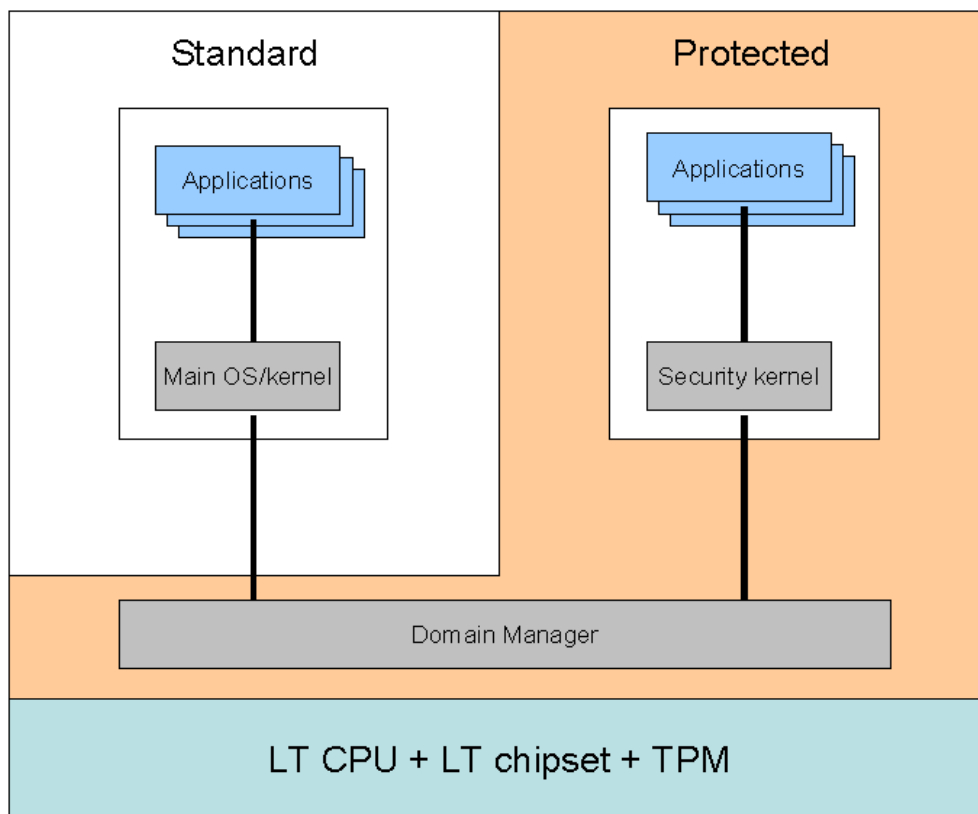 Standard
Protected
Applications
Applications
Main OS/kernel
Security kernel
Domain Manager
LT CPU + LT chipset + TPM